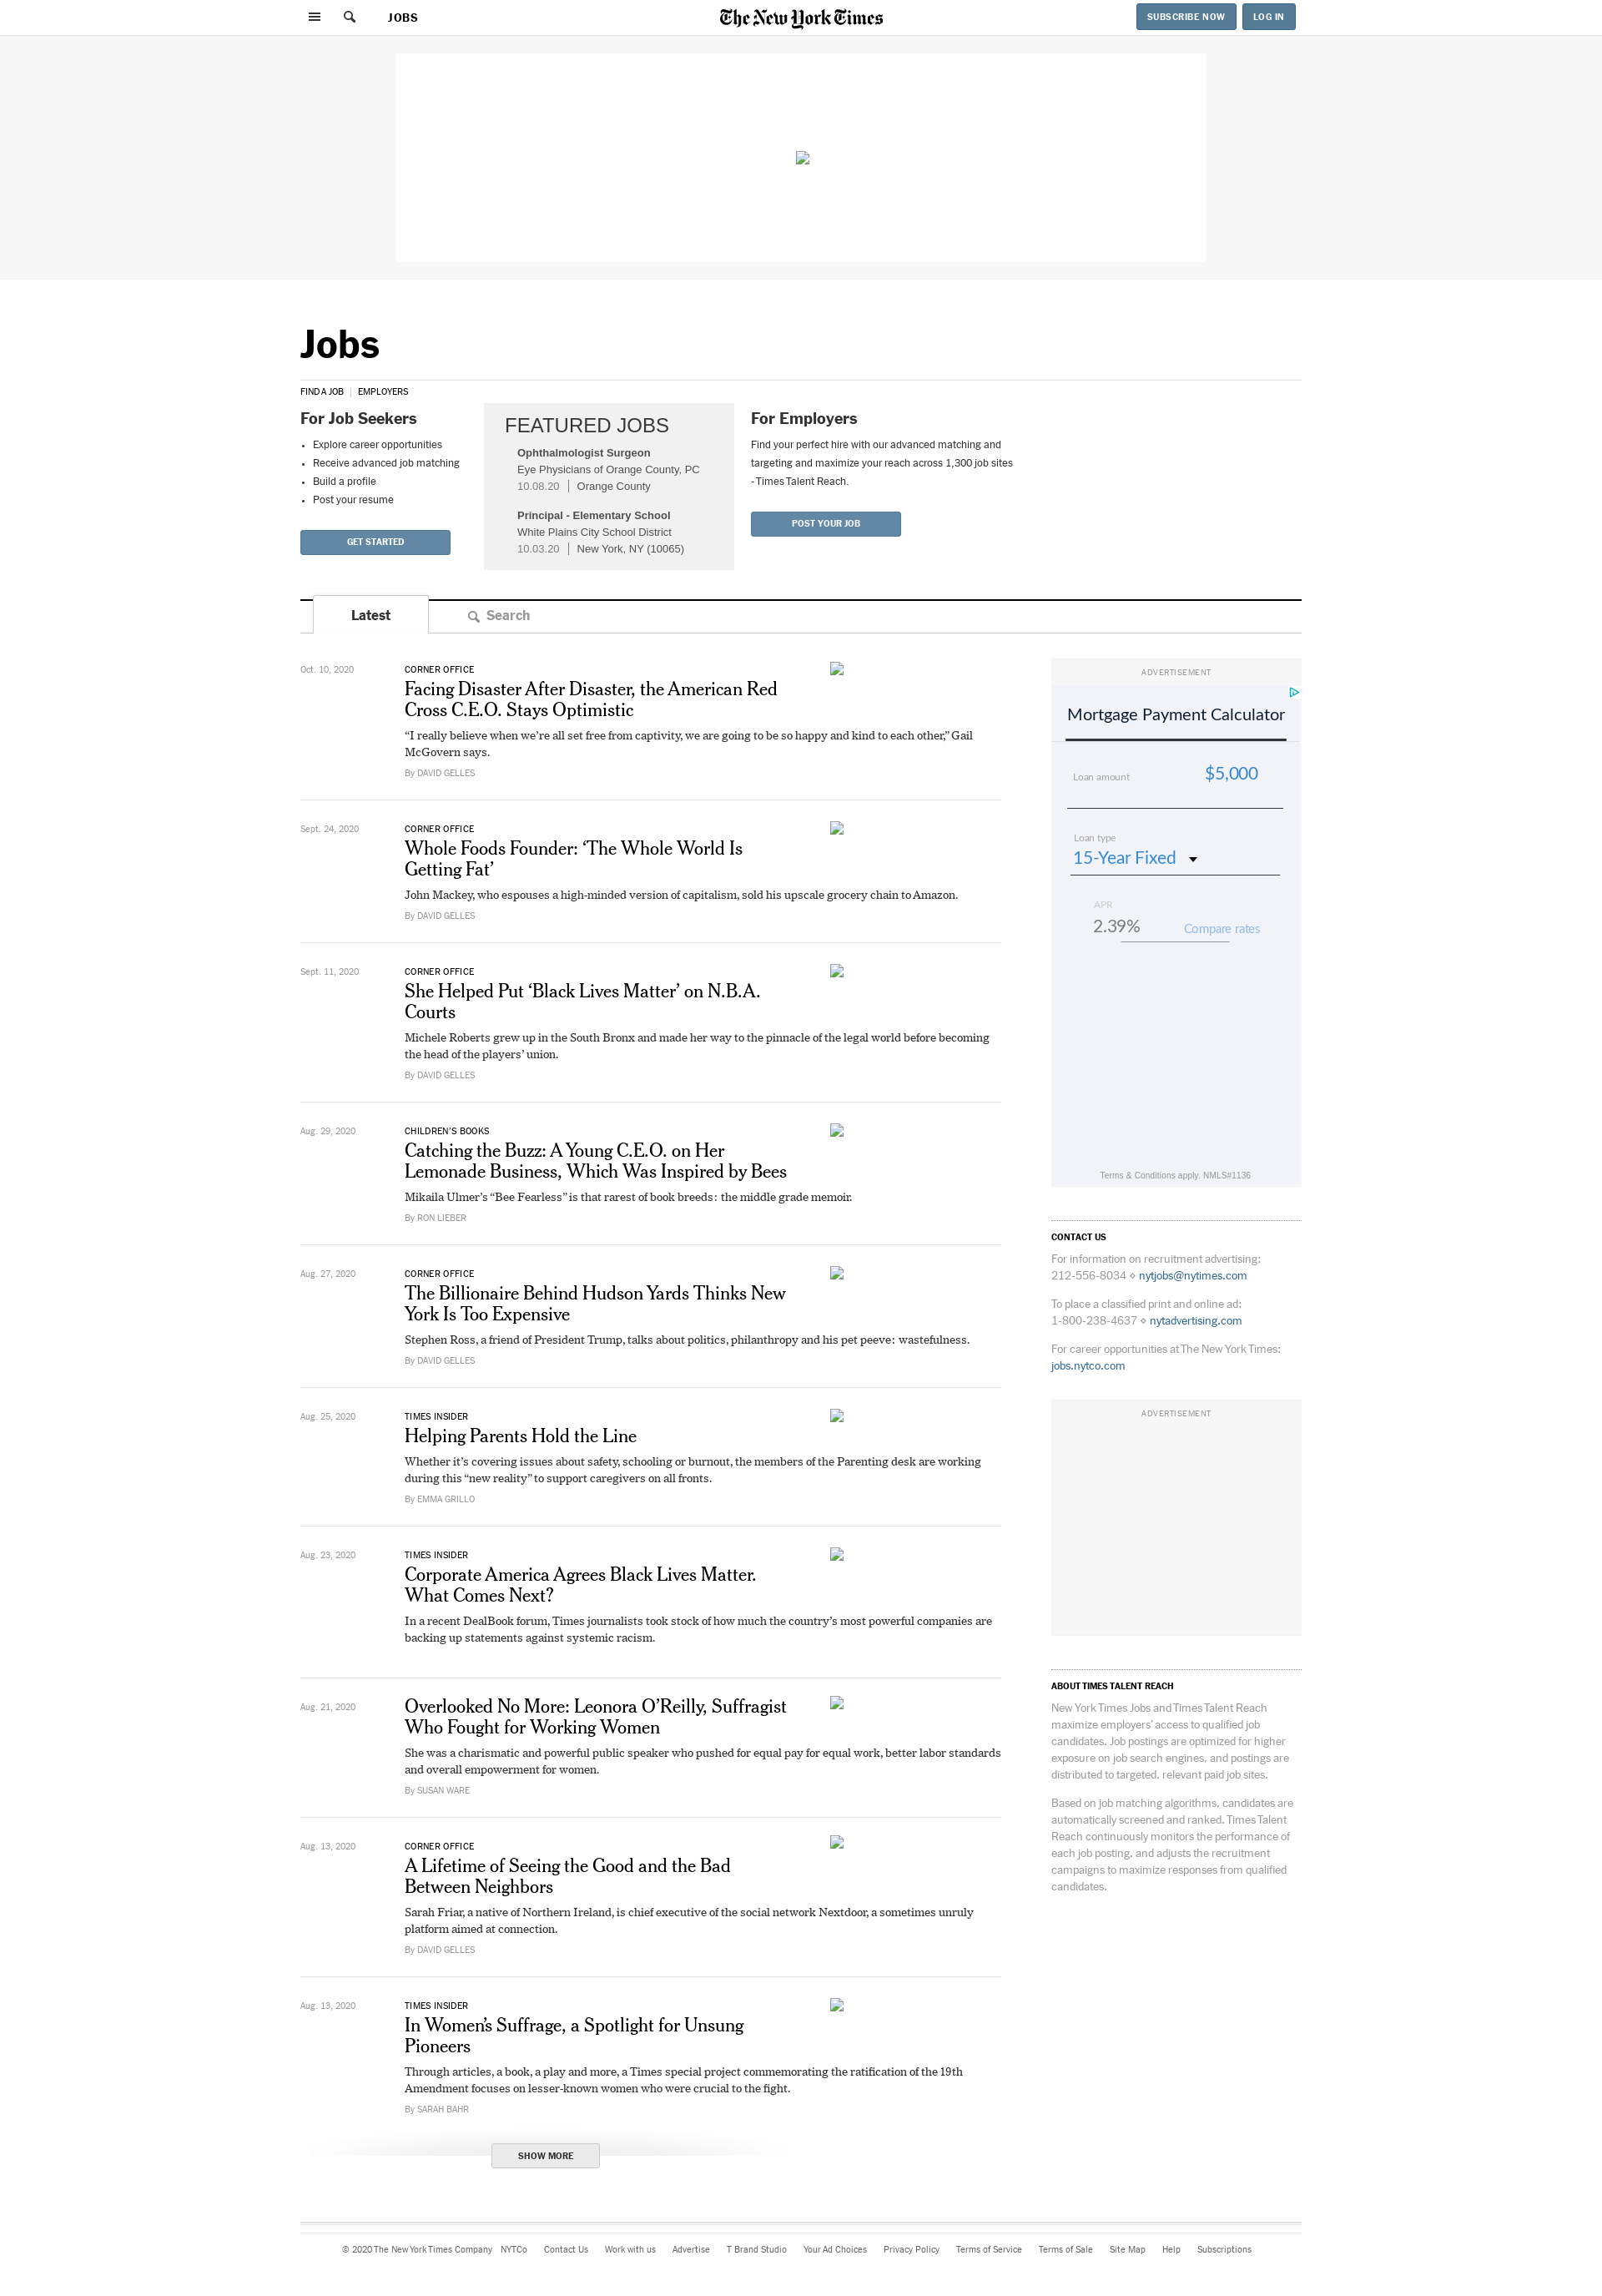 JOBS
The New York Times
SUBSCRIBE NOW
LOG IN
Jobs
FIND A JOB | EMPLOYERS
For Job Seekers
Explore career opportunities
Receive advanced job matching
Build a profile
Post your resume
GET STARTED
FEATURED JOBS
Ophthalmologist Surgeon
Eye Physicians of Orange County, PC
10.08.20 | Orange County
Principal - Elementary School
White Plains City School District
10.03.20 | New York, NY (10065)
For Employers
Find your perfect hire with our advanced matching and
targeting and maximize your reach across 1,300 job sites
- Times Talent Reach.
POST YOUR JOB
Latest
Search
Oct. 10, 2020
CORNER OFFICE
Facing Disaster After Disaster, the American Red
Cross C.E.O. Stays Optimistic
“I really believe when we’re all set free from captivity, we are going to be so happy and kind to each other,” Gail
McGovern says.
By DAVID GELLES
Sept. 24, 2020
CORNER OFFICE
Whole Foods Founder: ‘The Whole World Is
Getting Fat’
John Mackey, who espouses a high-minded version of capitalism, sold his upscale grocery chain to Amazon.
By DAVID GELLES
Sept. 11, 2020
CORNER OFFICE
She Helped Put ‘Black Lives Matter’ on N.B.A.
Courts
Michele Roberts grew up in the South Bronx and made her way to the pinnacle of the legal world before becoming
the head of the players’ union.
By DAVID GELLES
Aug. 29, 2020
CHILDREN’S BOOKS
Catching the Buzz: A Young C.E.O. on Her
Lemonade Business, Which Was Inspired by Bees
Mikaila Ulmer’s “Bee Fearless” is that rarest of book breeds: the middle grade memoir.
By RON LIEBER
Aug. 27, 2020
CORNER OFFICE
The Billionaire Behind Hudson Yards Thinks New
York Is Too Expensive
Stephen Ross, a friend of President Trump, talks about politics, philanthropy and his pet peeve: wastefulness.
By DAVID GELLES
Aug. 25, 2020
TIMES INSIDER
Helping Parents Hold the Line
Whether it’s covering issues about safety, schooling or burnout, the members of the Parenting desk are working
during this “new reality” to support caregivers on all fronts.
By EMMA GRILLO
Aug. 23, 2020
TIMES INSIDER
Corporate America Agrees Black Lives Matter.
What Comes Next?
In a recent DealBook forum, Times journalists took stock of how much the country’s most powerful companies are
backing up statements against systemic racism.
Aug. 21, 2020
Overlooked No More: Leonora O’Reilly, Suffragist
Who Fought for Working Women
She was a charismatic and powerful public speaker who pushed for equal pay for equal work, better labor standards
and overall empowerment for women.
By SUSAN WARE
Aug. 13, 2020
CORNER OFFICE
A Lifetime of Seeing the Good and the Bad
Between Neighbors
Sarah Friar, a native of Northern Ireland, is chief executive of the social network Nextdoor, a sometimes unruly
platform aimed at connection.
By DAVID GELLES
Aug. 13, 2020
TIMES INSIDER
In Women’s Suffrage, a Spotlight for Unsung
Pioneers
Through articles, a book, a play and more, a Times special project commemorating the ratification of the 19th
Amendment focuses on lesser-known women who were crucial to the fight.
By SARAH BAHR
SHOW MORE
ADVERTISEMENT
Mortgage Payment Calculator
Loan amount
$5,000
Loan type
15-Year Fixed
APR
2.39%
Compare rates
Terms & Conditions apply. NMLS#1136
CONTACT US
For information on recruitment advertising:
212-556-8034 ⋄ nytjobs@nytimes.com
To place a classified print and online ad:
1-800-238-4637 ⋄ nytadvertising.com
For career opportunities at The New York Times:
jobs.nytco.com
ADVERTISEMENT
ABOUT TIMES TALENT REACH
New York Times Jobs and Times Talent Reach
maximize employers’ access to qualified job
candidates. Job postings are optimized for higher
exposure on job search engines, and postings are
distributed to targeted, relevant paid job sites.
Based on job matching algorithms, candidates are
automatically screened and ranked. Times Talent
Reach continuously monitors the performance of
each job posting, and adjusts the recruitment
campaigns to maximize responses from qualified
candidates.
© 2020 The New York Times Company NYTCo Contact Us Work with us Advertise T Brand Studio Your Ad Choices Privacy Policy Terms of Service Terms of Sale Site Map Help Subscriptions